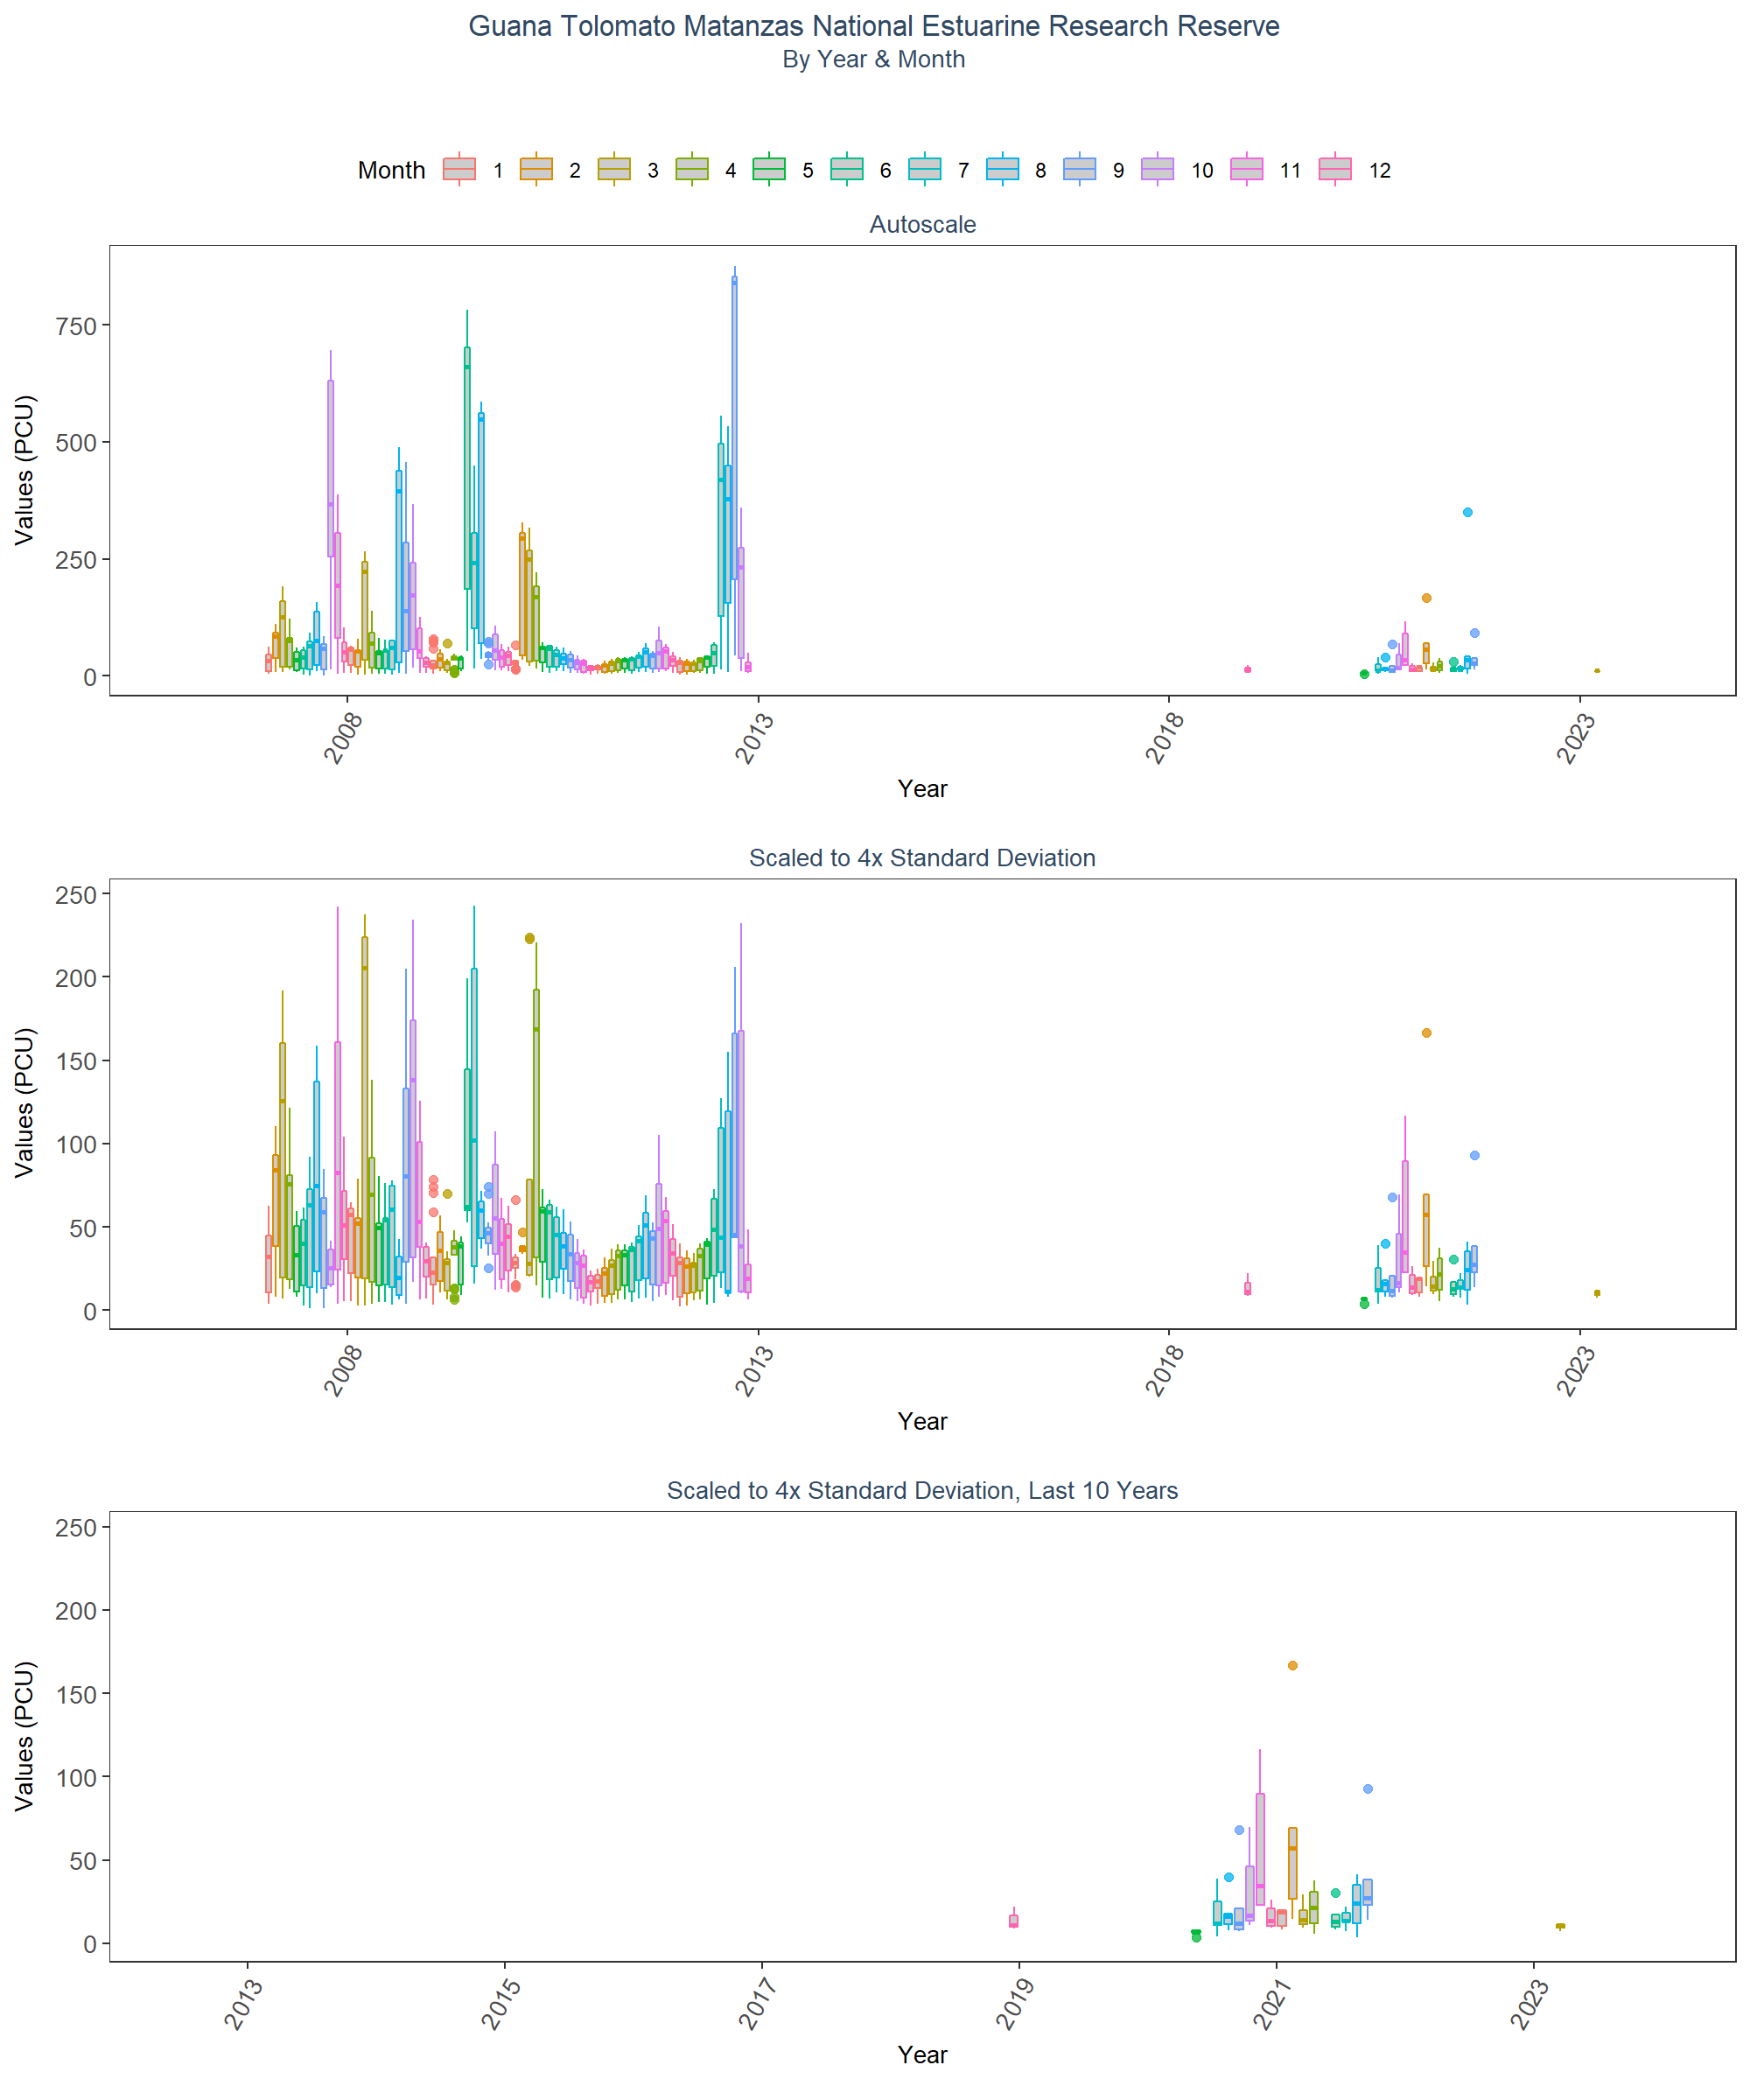 Guana Tolomato Matanzas National Estuarine Research Reserve
By Year & Month
Month 1 2 3 4 5 6 7 8 9 10 11 12
Autoscale
Values (PCU)
750
500
250
0
2008 2013 2018 2023
Year
Scaled to 4x Standard Deviation
Values (PCU)
250
200
150
100
50
0
2008 2013 2018 2023
Year
Scaled to 4x Standard Deviation, Last 10 Years
Values (PCU)
250
200
150
100
50
0
2013 2015 2017 2019 2021 2023
Year